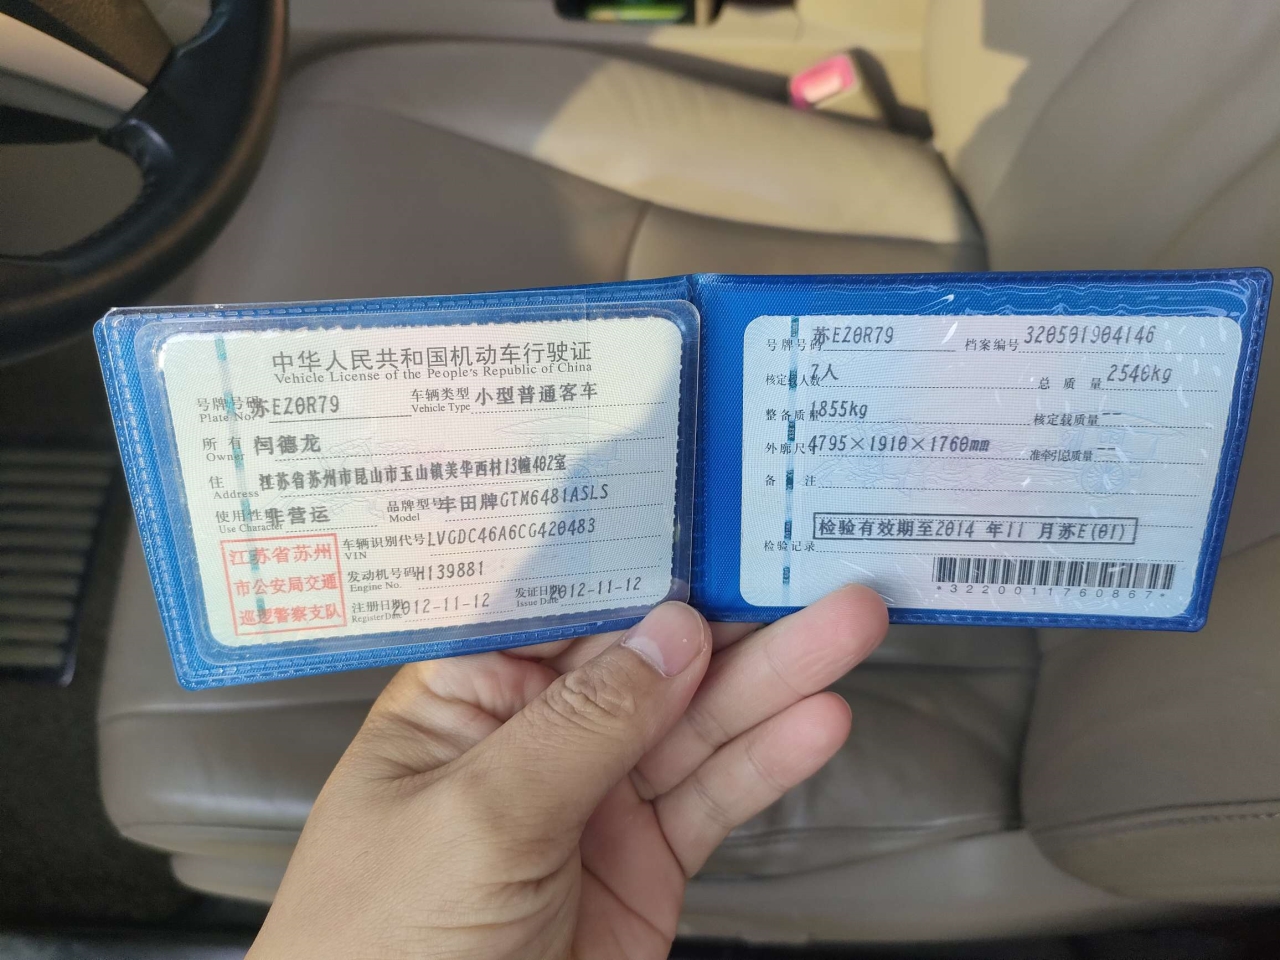 中华人民共和国机动车行驶证
Vehicle License of the People's Republic of China
号牌号码 苏EZ0R79 车辆类型 小型普通客车
Plate No. Vehicle Type
所有 闫德龙
Owner
住 江苏省苏州市昆山市玉山镇美华西村13幢402室
Address
使用性 非营运 品牌型号 丰田牌GTM6481ASLS
Use Character Model
江苏省苏州
市公安局交通
巡逻警察支队
车辆识别代号 LVGDC46A6CG420483
VIN
发动机号码 H139881
Engine No.
注册日期 2012-11-12 发证日期 2012-11-12
Register Date Issue Date
号牌号码 苏EZ0R79 档案编号 320501904146
核定载人数 7人 总质量 2540kg
整备质量 1855kg 核定载质量 --
外廓尺寸 4795×1910×1760mm 准牵引总质量 --
备注
检验有效期至2014 年11 月苏E(01)
检验记录
*3220011760867*